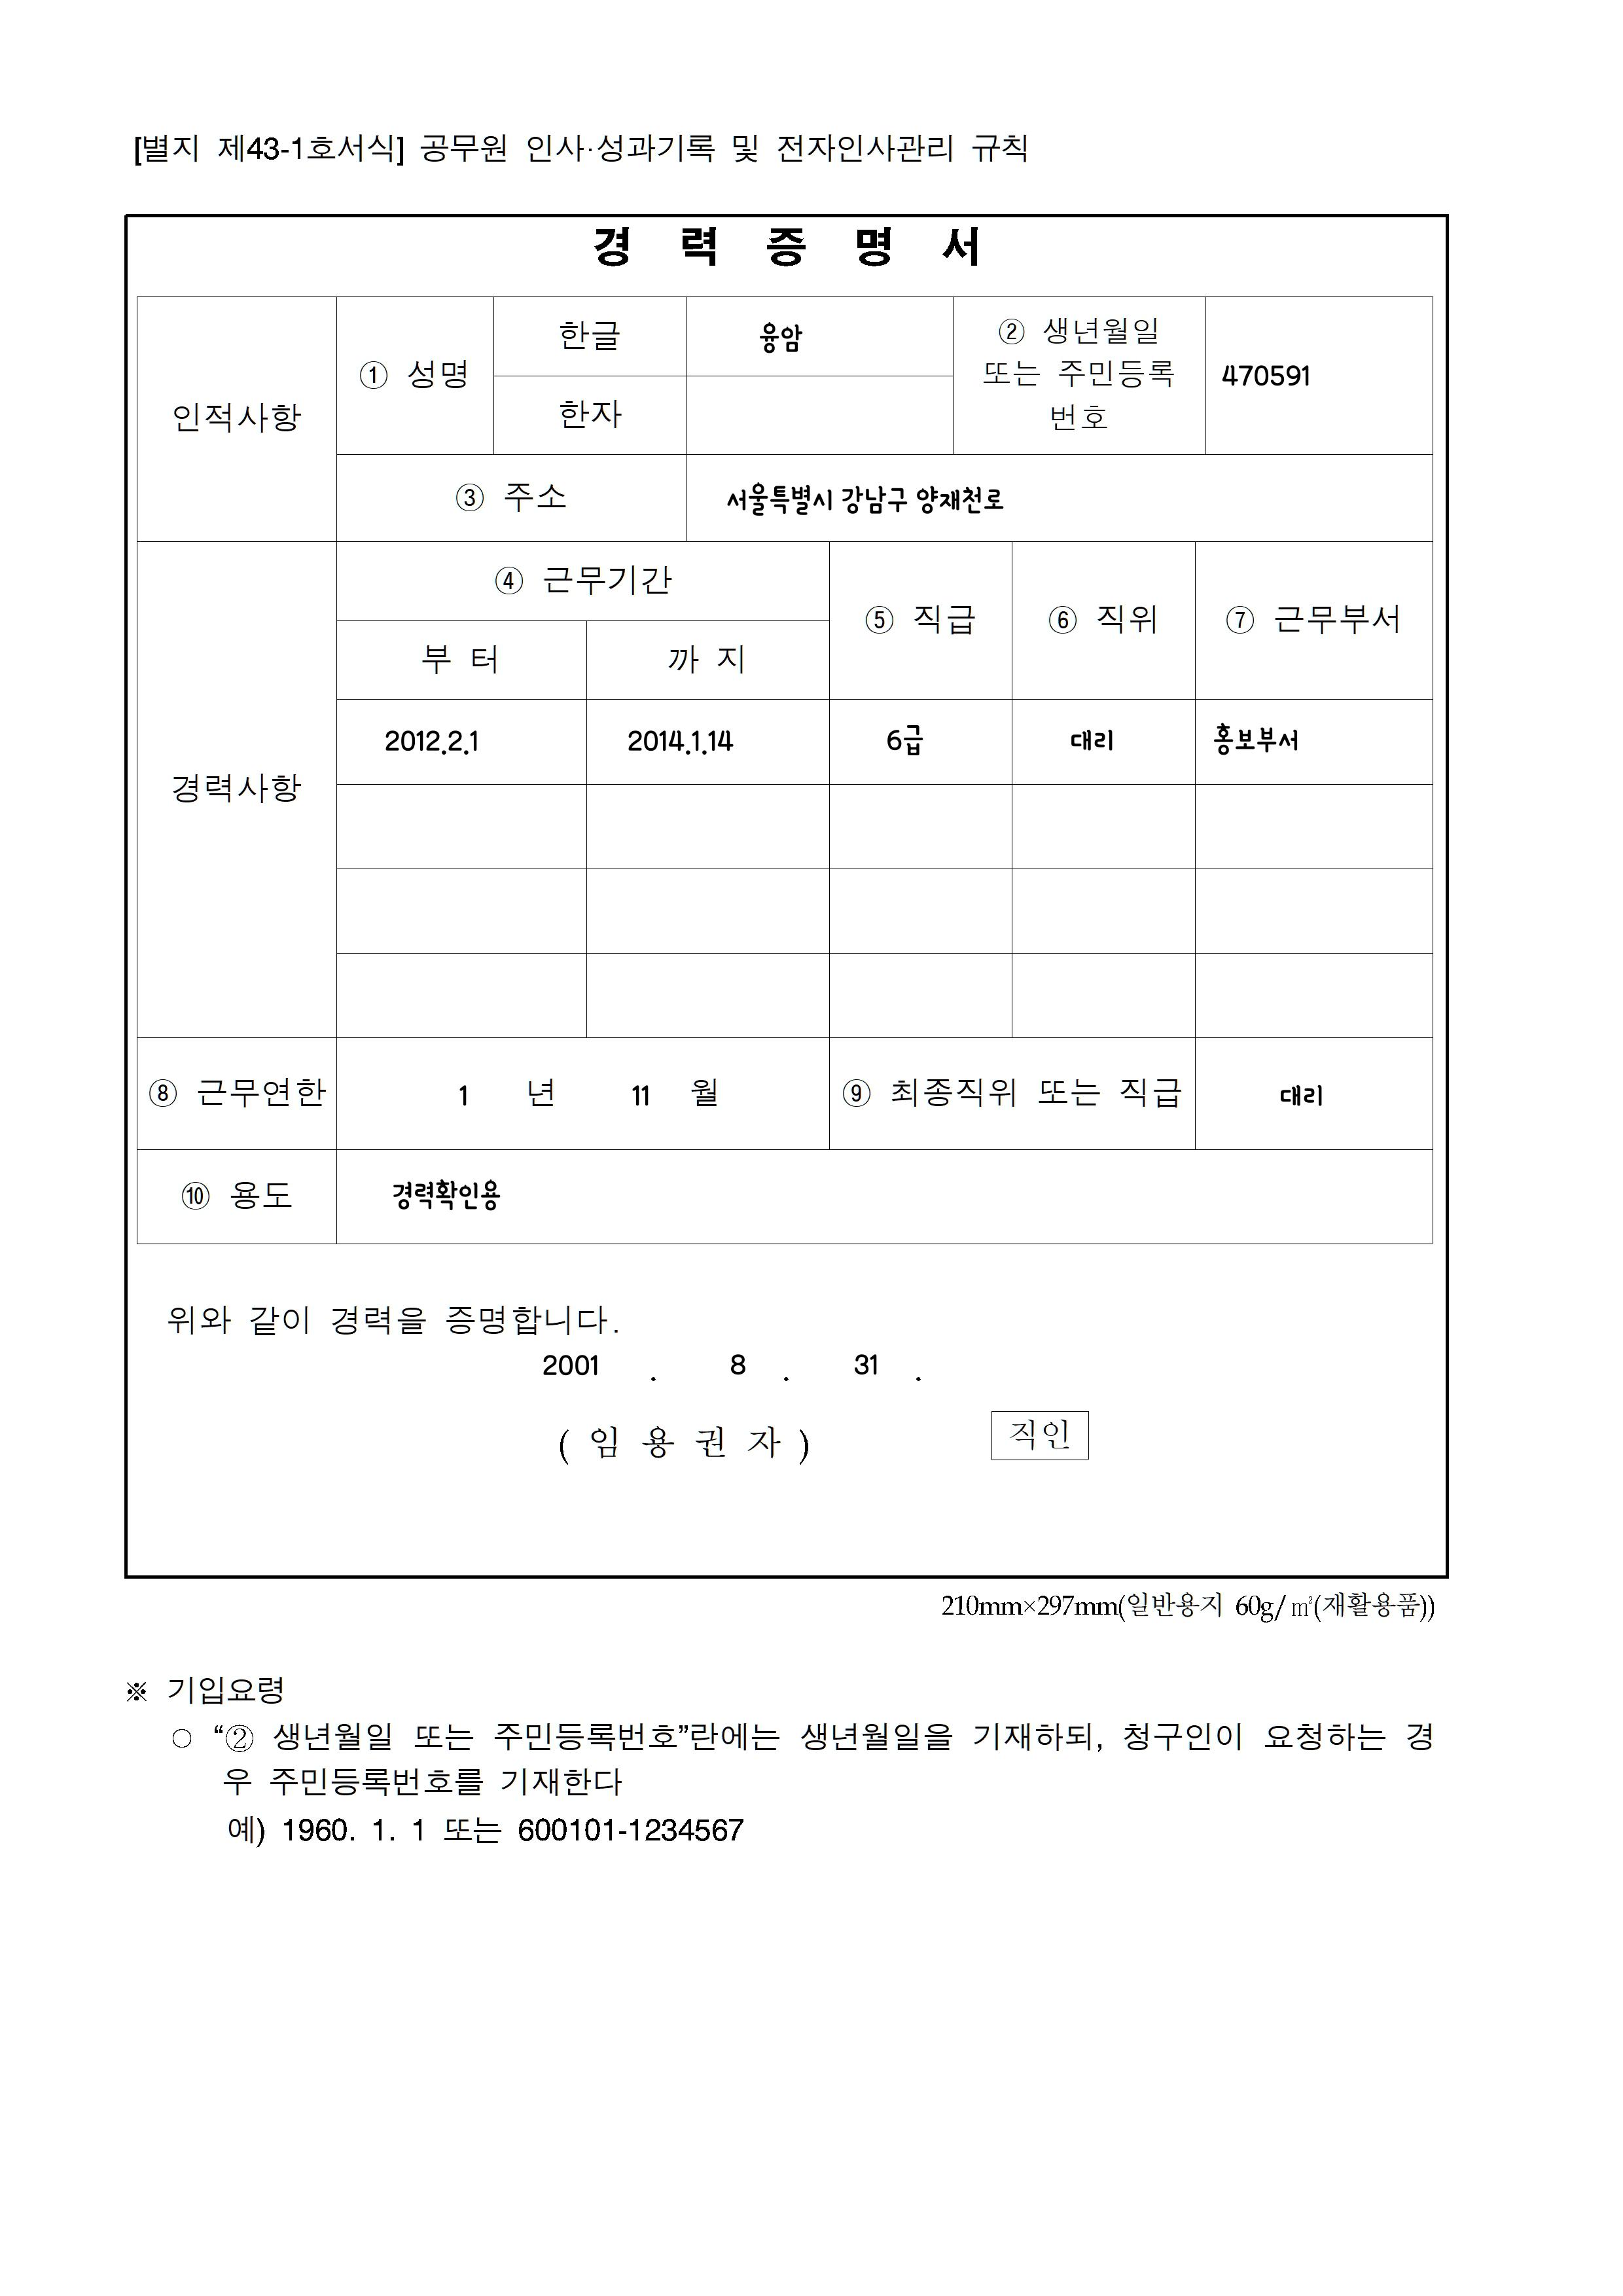 [별지 제43-1호서식] 공무원 인사·성과기록 및 전자인사관리 규칙
경 력 증 명 서
인적사항
① 성명
한글
융암
② 생년월일
또는 주민등록
번호
470591
한자
③ 주소
서울특별시 강남구 양재천로
경력사항
④ 근무기간
⑤ 직급
⑥ 직위
⑦ 근무부서
부 터
까 지
2012.2.1
2014.1.14
6급
대리
홍보부서
⑧ 근무연한
1 년 11 월
⑨ 최종직위 또는 직급
대리
⑩ 용도
경력확인용
위와 같이 경력을 증명합니다.
2001 . 8 . 31 .
( 임 용 권 자 )
직인
210mm×297mm(일반용지 60g/㎡(재활용품))
※ 기입요령
○ “② 생년월일 또는 주민등록번호”란에는 생년월일을 기재하되, 청구인이 요청하는 경
우 주민등록번호를 기재한다
예) 1960. 1. 1 또는 600101-1234567